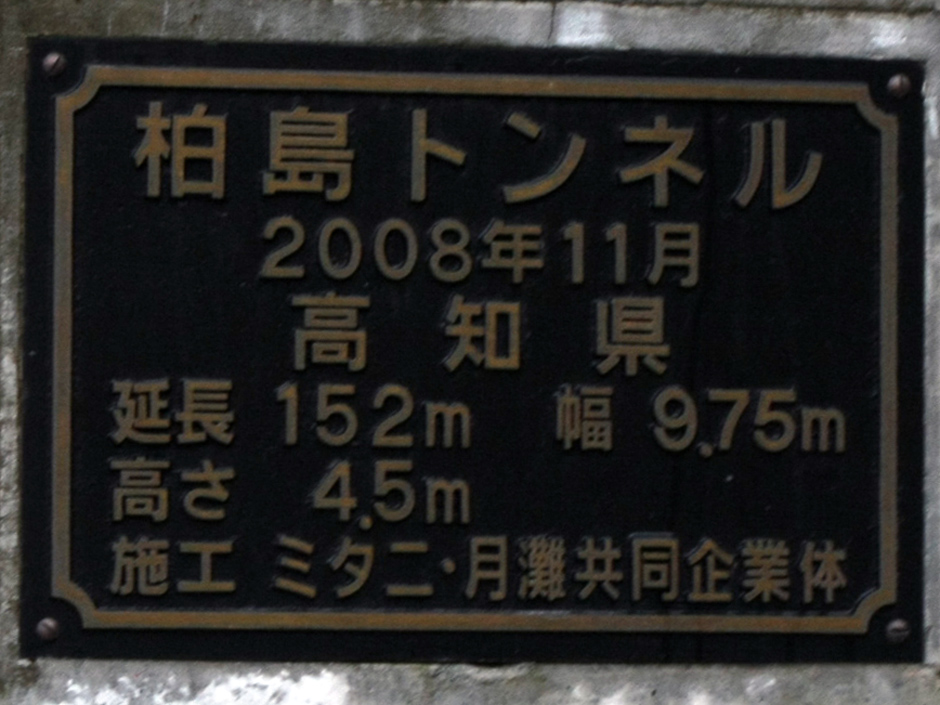 柏島トンネル
2008年11月
高知県
延長 152m 幅 9.75m
高さ 4.5m
施工 ミタニ・月灘共同企業体